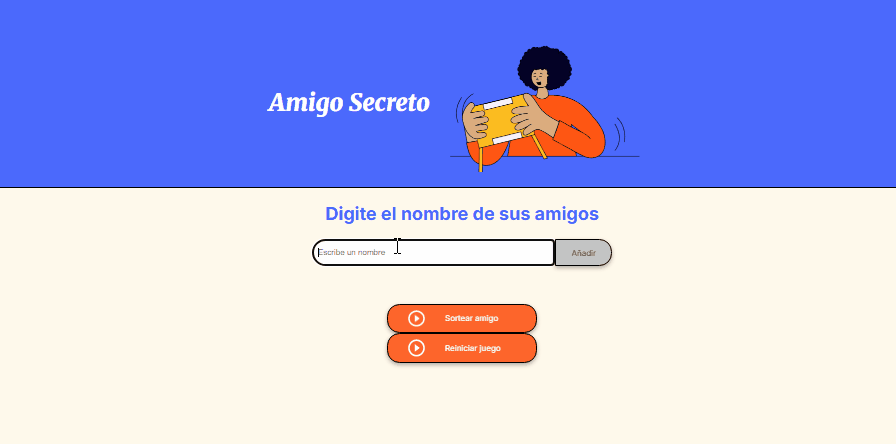 Amigo Secreto
Digite el nombre de sus amigos
Escribe un nombre
Añadir
Sortear amigo
Reiniciar juego